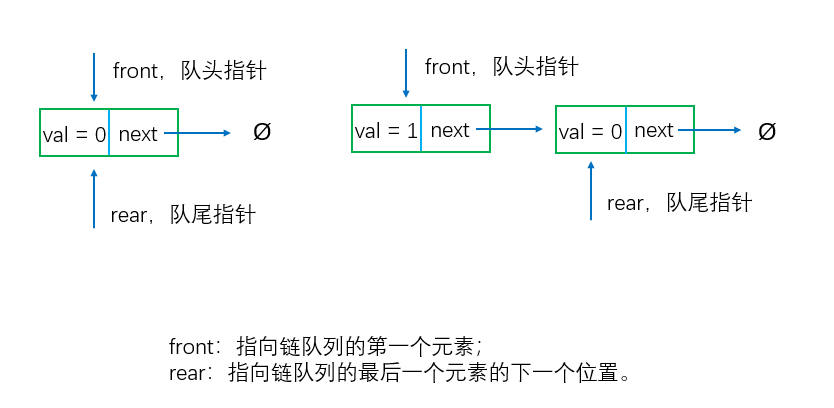 front，队头指针
front，队头指针
val = 0 next Ø
val = 1 next
val = 0 next Ø
rear，队尾指针
rear，队尾指针
front：指向链队列的第一个元素；
rear：指向链队列的最后一个元素的下一个位置。